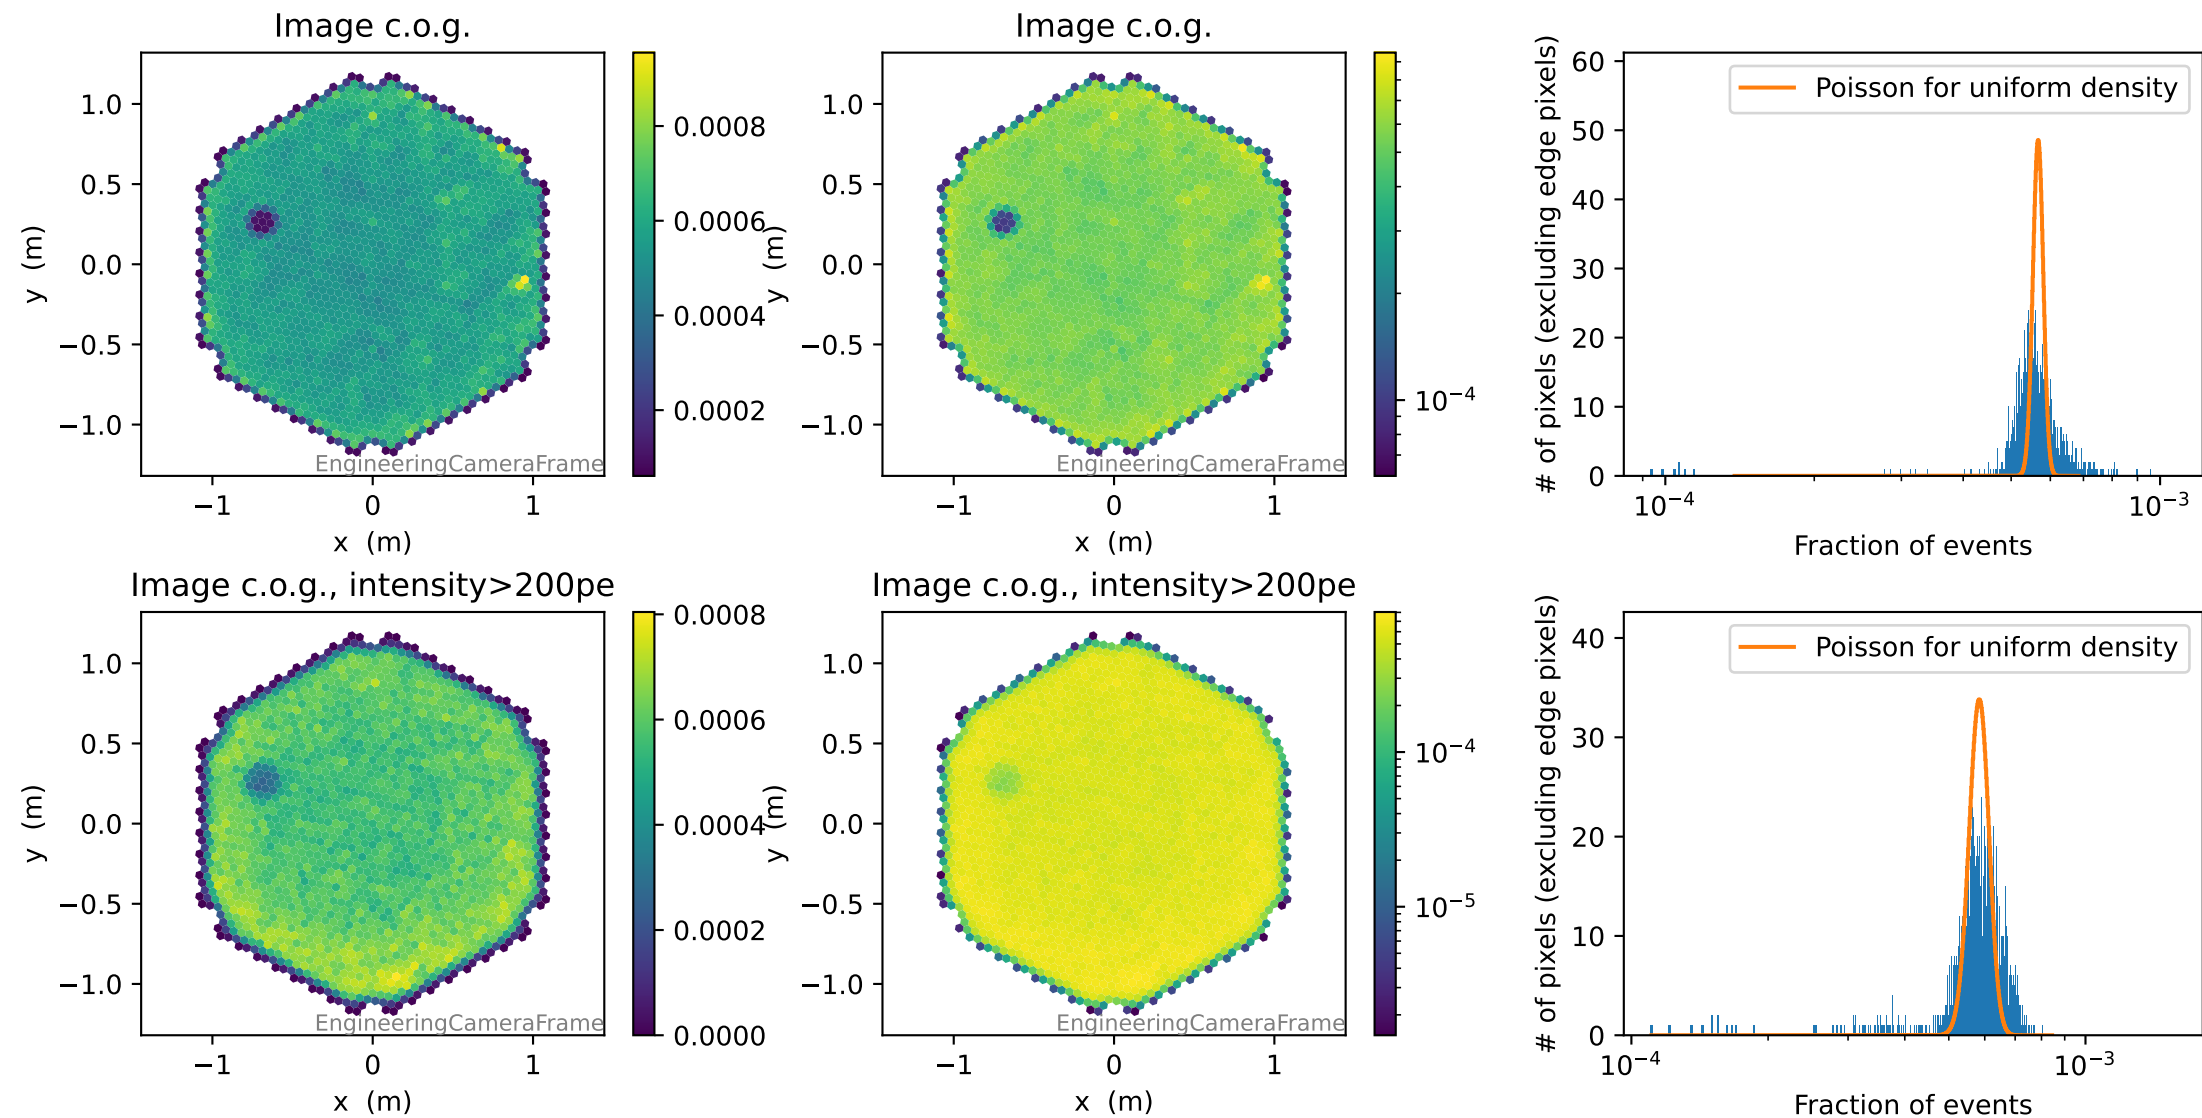 Image c.o.g.
y (m)
1.0
0.5
0.0
−0.5
−1.0
−1 0 1
x (m)
EngineeringCameraFrame
0.0008
0.0006
0.0004
0.0002
Image c.o.g.
y (m)
1.0
0.5
0.0
−0.5
−1.0
−1 0 1
x (m)
EngineeringCameraFrame
10−4
# of pixels (excluding edge pixels)
60
50
40
30
20
10
0
Poisson for uniform density
10−4 10−3
Fraction of events
Image c.o.g., intensity>200pe
y (m)
1.0
0.5
0.0
−0.5
−1.0
−1 0 1
x (m)
EngineeringCameraFrame
0.0008
0.0006
0.0004
0.0002
0.0000
Image c.o.g., intensity>200pe
y (m)
1.0
0.5
0.0
−0.5
−1.0
−1 0 1
x (m)
EngineeringCameraFrame
10−4
10−5
# of pixels (excluding edge pixels)
40
30
20
10
0
Poisson for uniform density
10−4 10−3
Fraction of events